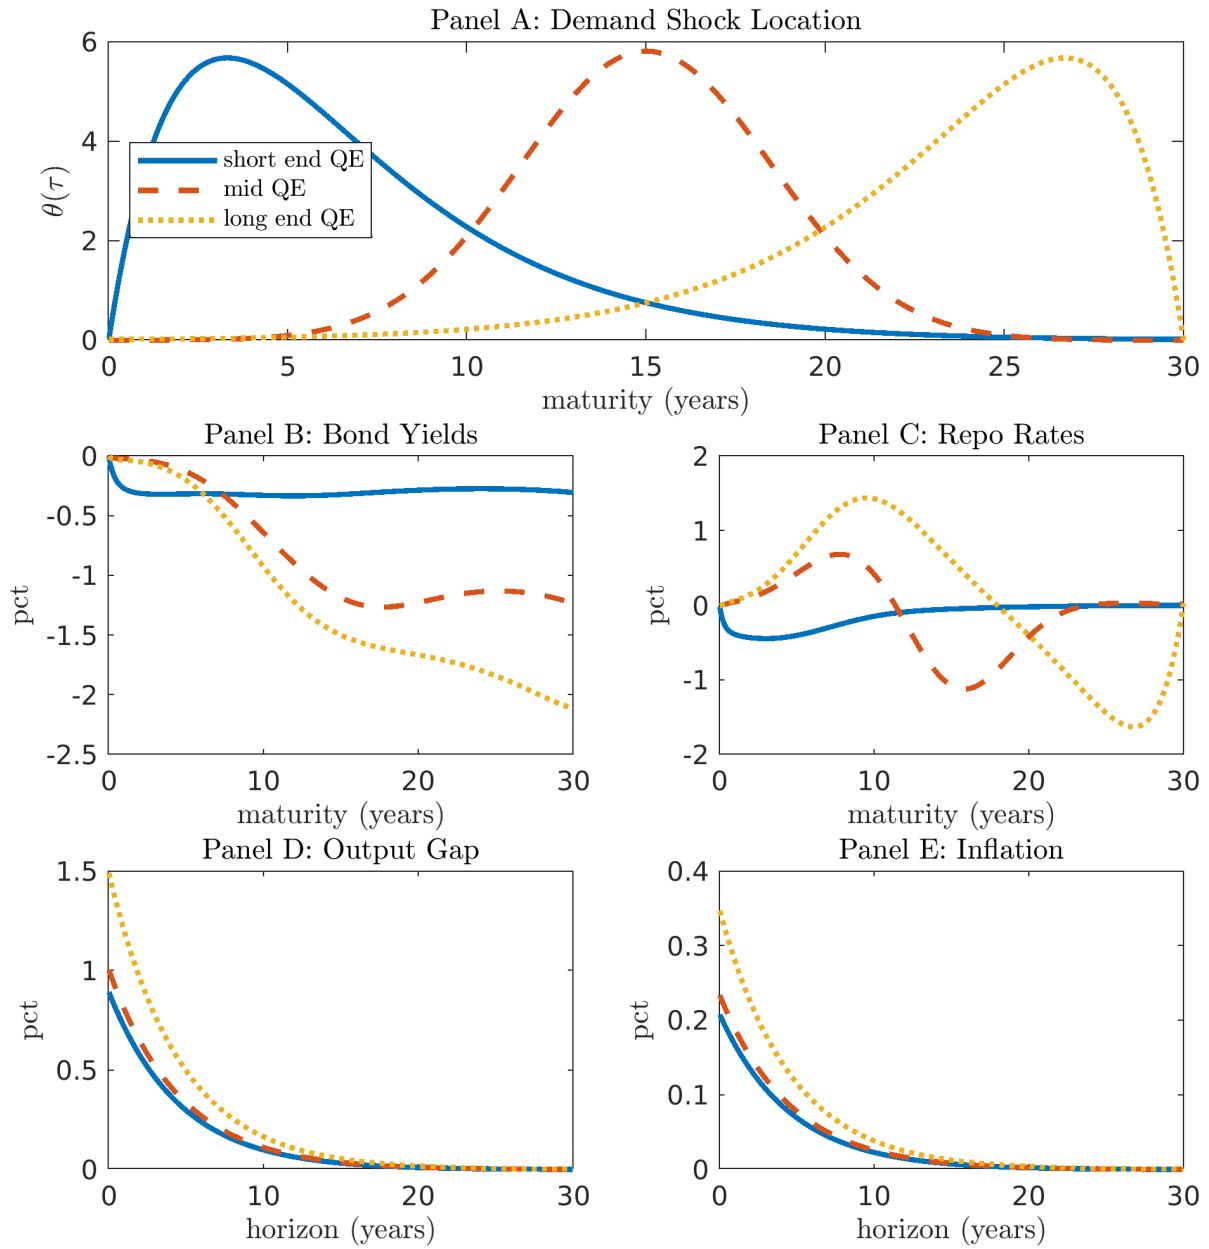 Panel A: Demand Shock Location
6
4
2
0
θ(τ)
short end QE
mid QE
long end QE
0 5 10 15 20 25 30
maturity (years)
Panel B: Bond Yields
0
-0.5
-1
-1.5
-2
-2.5
pct
0 10 20 30
maturity (years)
Panel C: Repo Rates
2
1
0
-1
-2
pct
0 10 20 30
maturity (years)
Panel D: Output Gap
1.5
1
0.5
0
pct
0 10 20 30
horizon (years)
Panel E: Inflation
0.4
0.3
0.2
0.1
0
pct
0 10 20 30
horizon (years)